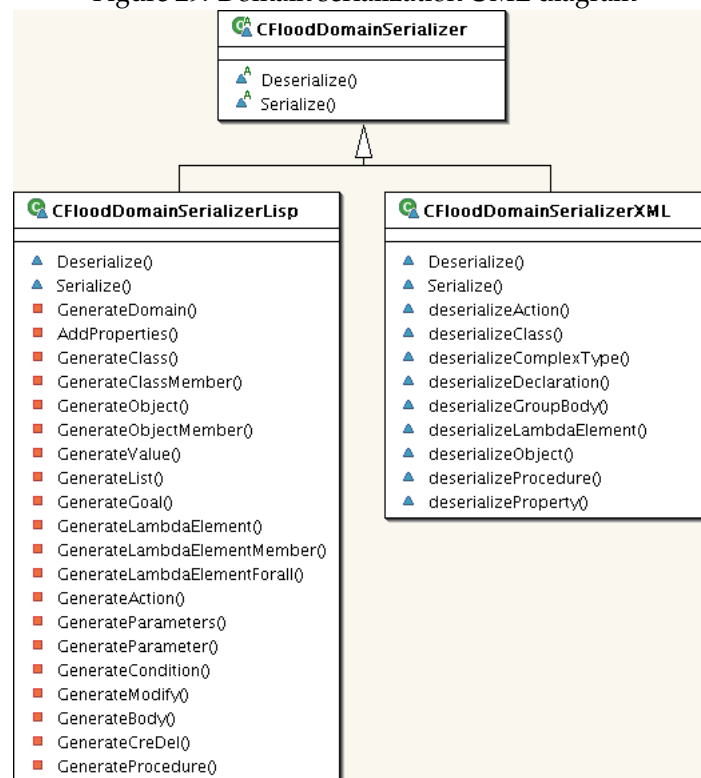 Figure 29: Domain serialization UML diagram
CFloodDomainSerializer
Deserialize()
Serialize()
CFloodDomainSerializerLisp
Deserialize()
Serialize()
GenerateDomain()
AddProperties()
GenerateClass()
GenerateClassMember()
GenerateObject()
GenerateObjectMember()
GenerateValue()
GenerateList()
GenerateGoal()
GenerateLambdaElement()
GenerateLambdaElementMember()
GenerateLambdaElementForall()
GenerateAction()
GenerateParameters()
GenerateParameter()
GenerateCondition()
GenerateModify()
GenerateBody()
GenerateCreDel()
GenerateProcedure()
CFloodDomainSerializerXML
Deserialize()
Serialize()
deserializeAction()
deserializeClass()
deserializeComplexType()
deserializeDeclaration()
deserializeGroupBody()
deserializeLambdaElement()
deserializeObject()
deserializeProcedure()
deserializeProperty()